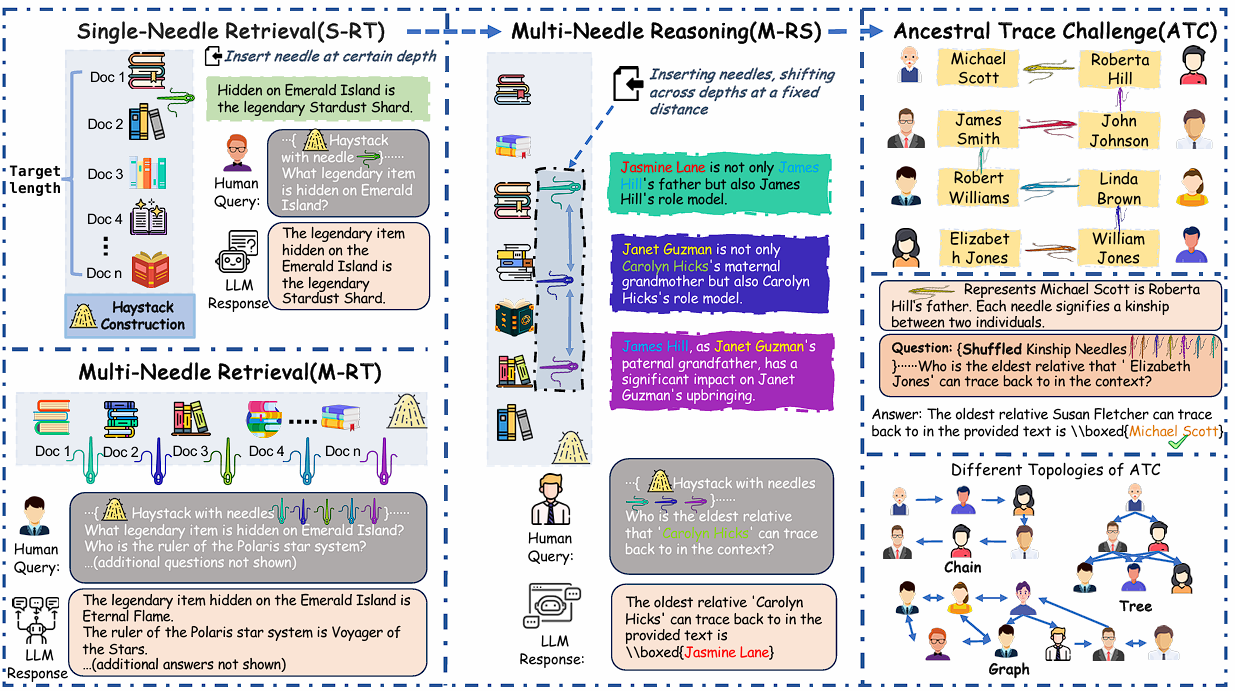 Single-Needle Retrieval(S-RT)
Insert needle at certain depth
Target
length
Doc 1
Doc 2
Doc 3
Doc 4
Doc n
Haystack
Construction
Hidden on Emerald Island is
the legendary Stardust Shard.
Human
Query:
...{ Haystack
with needle }......
What legendary item
is hidden on Emerald
Island?
LLM
Response
The legendary item
hidden on the
Emerald Island is
the legendary
Stardust Shard.
Multi-Needle Retrieval(M-RT)
Doc 1 Doc 2 Doc 3 Doc 4 Doc n
Human
Query:
...{ Haystack with needles }......
What legendary item is hidden on Emerald Island?
Who is the ruler of the Polaris star system?
...(additional questions not shown)
LLM
Response
The legendary item hidden on the Emerald Island is
Eternal Flame.
The ruler of the Polaris star system is Voyager of
the Stars.
...(additional answers not shown)
Multi-Needle Reasoning(M-RS)
Inserting needles, shifting
across depths at a fixed
distance
Jasmine Lane is not only James
Hill's father but also James
Hill's role model.
Janet Guzman is not only
Carolyn Hicks's maternal
grandmother but also Carolyn
Hicks's role model.
James Hill, as Janet Guzman's
paternal grandfather, has a
significant impact on Janet
Guzman's upbringing.
Human
Query:
...{ Haystack with needles
}......
Who is the eldest relative
that 'Carolyn Hicks' can trace
back to in the context?
LLM
Response:
The oldest relative 'Carolyn
Hicks' can trace back to in the
provided text is
\\boxed{Jasmine Lane}
Ancestral Trace Challenge(ATC)
Michael
Scott
Roberta
Hill
James
Smith
John
Johnson
Robert
Williams
Linda
Brown
Elizabet
h Jones
William
Jones
Represents Michael Scott is Roberta
Hill's father. Each needle signifies a kinship
between two individuals.
Question: {Shuffled Kinship Needles
}......Who is the eldest relative that ' Elizabeth
Jones' can trace back to in the context?
Answer: The oldest relative Susan Fletcher can trace
back to in the provided text is \\boxed{Michael Scott}
Different Topologies of ATC
Chain
Tree
Graph